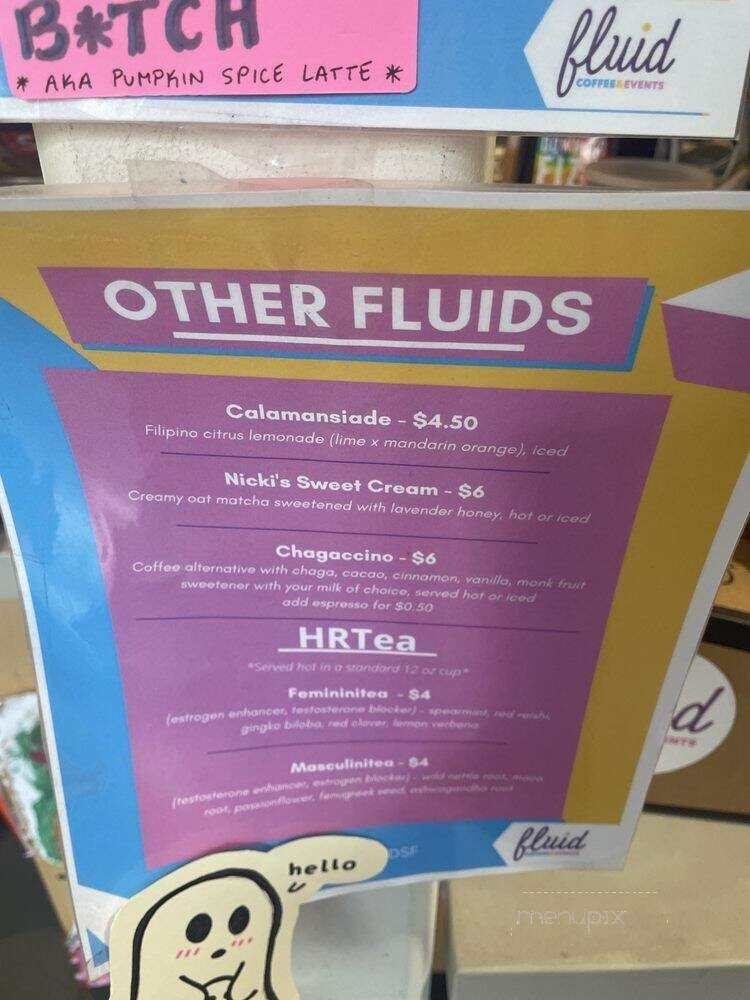 B*TCH
* AKA PUMPKIN SPICE LATTE *
fluid
COFFEE&EVENTS
OTHER FLUIDS
Calamansiade - $4.50
Filipino citrus lemonade (lime x mandarin orange), iced
Nicki's Sweet Cream - $6
Creamy oat matcha sweetened with lavender honey, hot or iced
Chagaccino - $6
Coffee alternative with chaga, cacao, cinnamon, vanilla, monk fruit
sweetener with your milk of choice, served hot or iced
add espresso for $0.50
HRTea
*Served hot in a standard 12 oz cup*
Femininitea - $4
(estrogen enhancer, testosterone blocker) - spearmint, red reishi,
gingko biloba, red clover, lemon verbena
Masculinitea - $4
(testosterone enhancer, estrogen blocker) - wild nettle root, maca
root, passionflower, fenugreek seed, ashwagandha root
DSF
fluid
hello
d
NTS
menupix